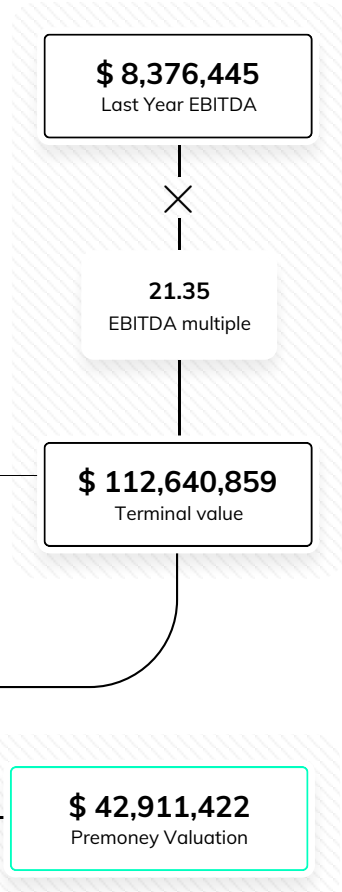 $ 8,376,445
Last Year EBITDA
21.35
EBITDA multiple
$ 112,640,859
Terminal value
$ 42,911,422
Premoney Valuation